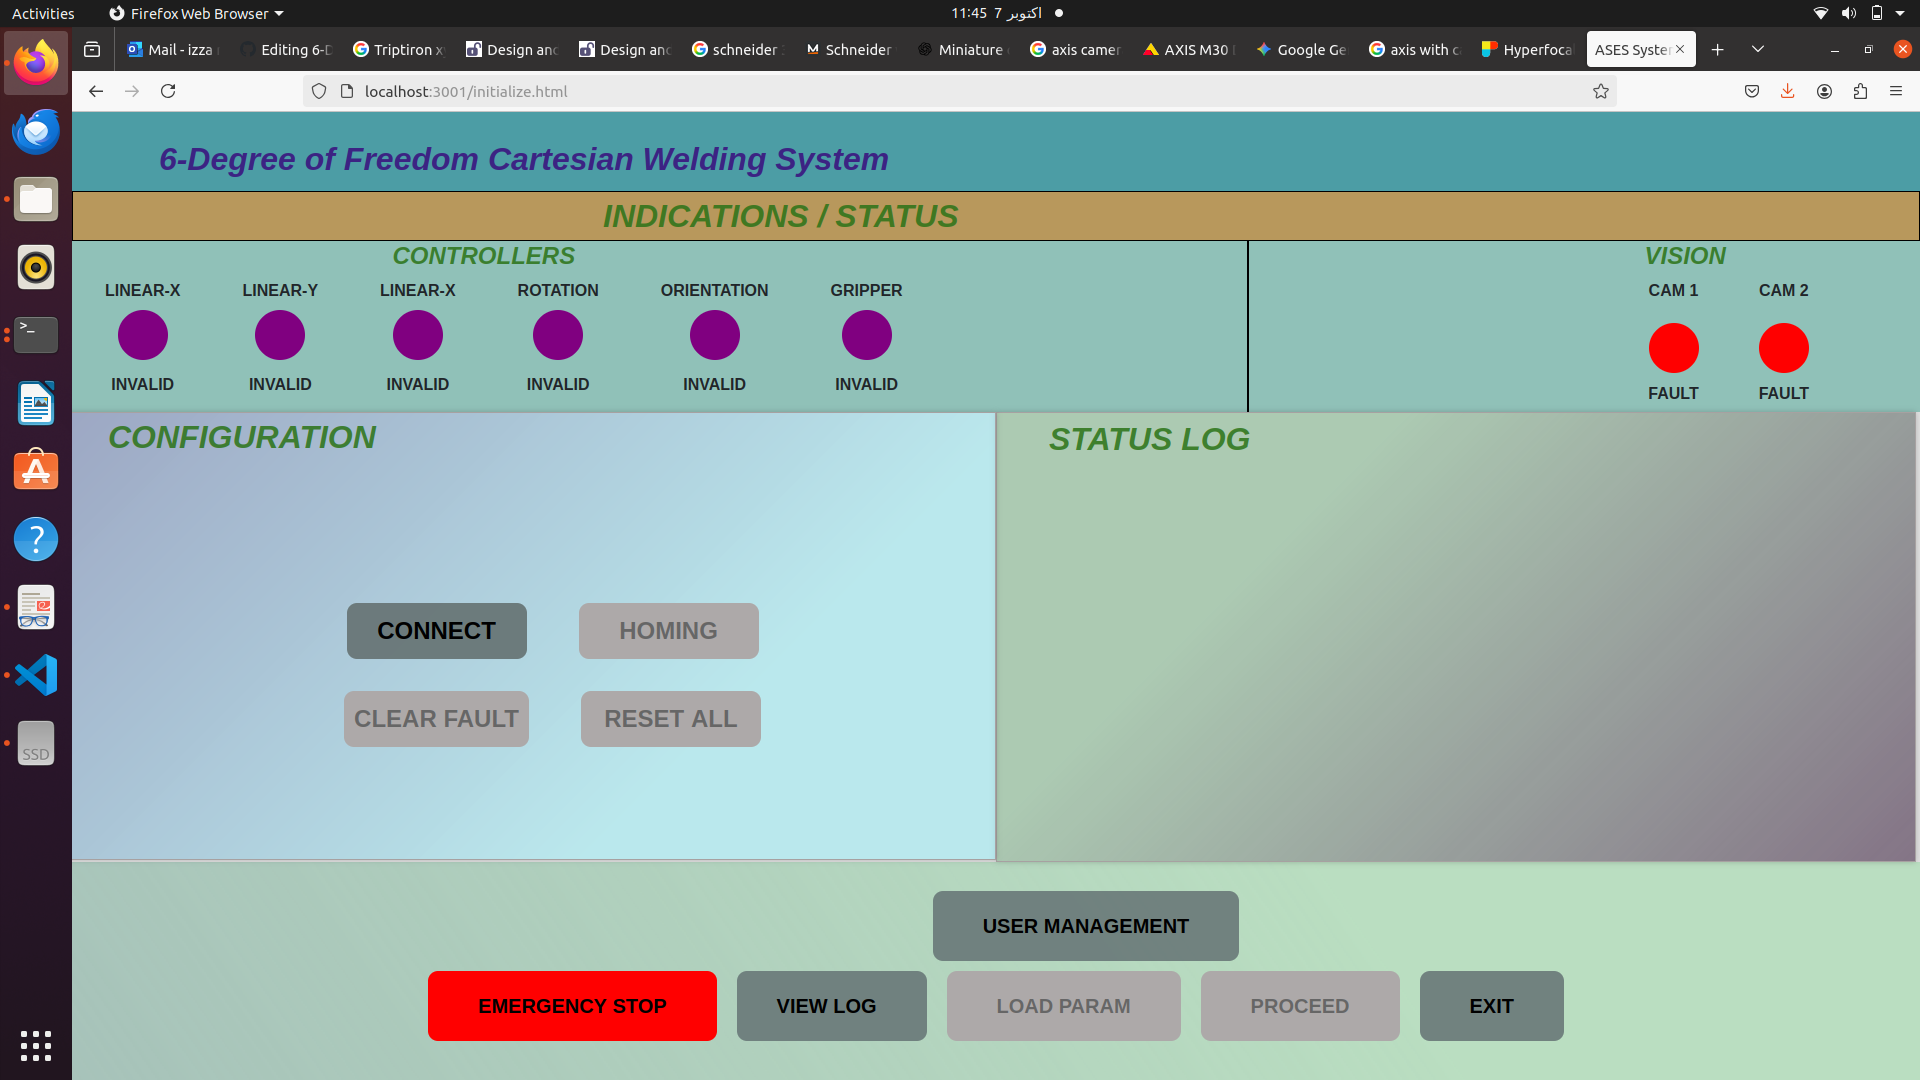 Activities Firefox Web Browser 11:45 7 اکتوبر
Mail - izza Editing 6-D Triptiron x Design and Design and schneider Schneider Miniature axis camer AXIS M30 Google Ge axis with c Hyperfocal ASES System
localhost:3001/initialize.html
6-Degree of Freedom Cartesian Welding System
INDICATIONS / STATUS
CONTROLLERS VISION
LINEAR-X LINEAR-Y LINEAR-X ROTATION ORIENTATION GRIPPER CAM 1 CAM 2
INVALID INVALID INVALID INVALID INVALID INVALID FAULT FAULT
CONFIGURATION STATUS LOG
CONNECT HOMING
CLEAR FAULT RESET ALL
SSD
USER MANAGEMENT
EMERGENCY STOP VIEW LOG LOAD PARAM PROCEED EXIT